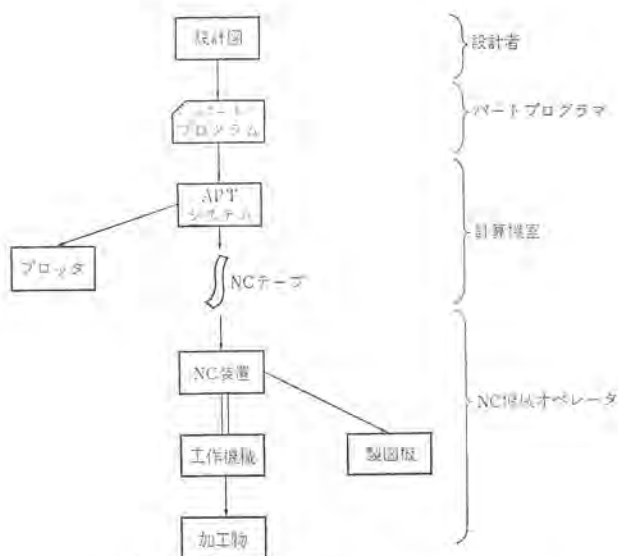 設計図
設計者
パート
プログラム
パートプログラマ
APT
システム
計算機室
プロッタ
NCテープ
NC装置
NC機械オペレータ
工作機械
製図板
加工物